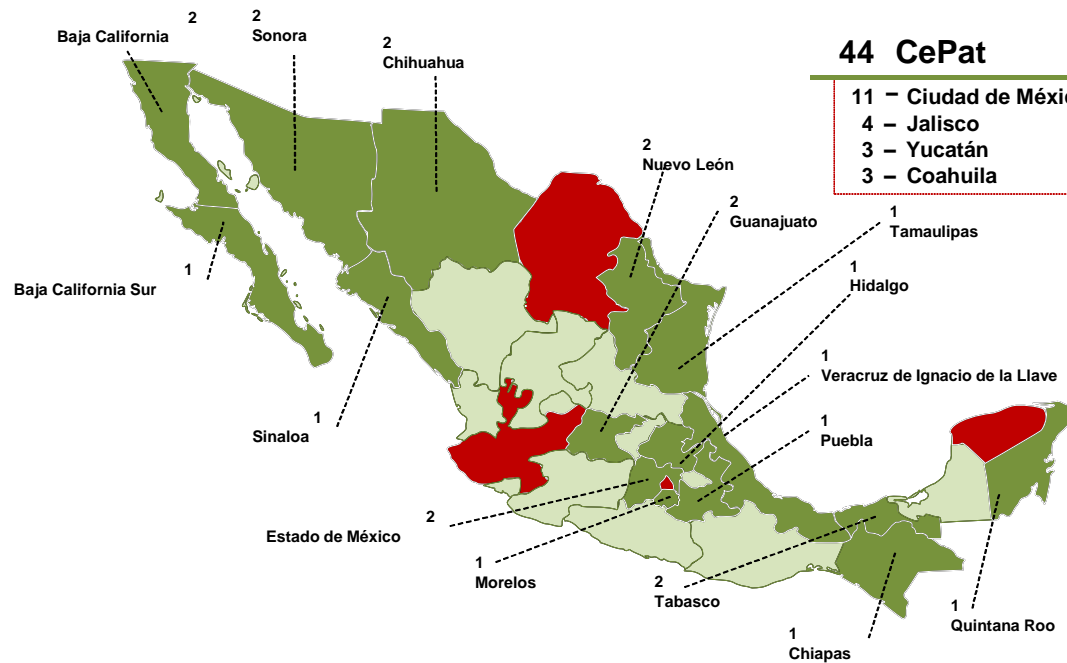 2
Baja California
2
Sonora
2
Chihuahua
44 CePat
11 – Ciudad de Méxic
4 – Jalisco
3 – Yucatán
3 – Coahuila
2
Nuevo León
2
Guanajuato
1
Tamaulipas
1
Hidalgo
1
Baja California Sur
1
Veracruz de Ignacio de la Llave
1
Sinaloa
1
Puebla
2
Estado de México
1
Morelos
2
Tabasco
1
Quintana Roo
1
Chiapas